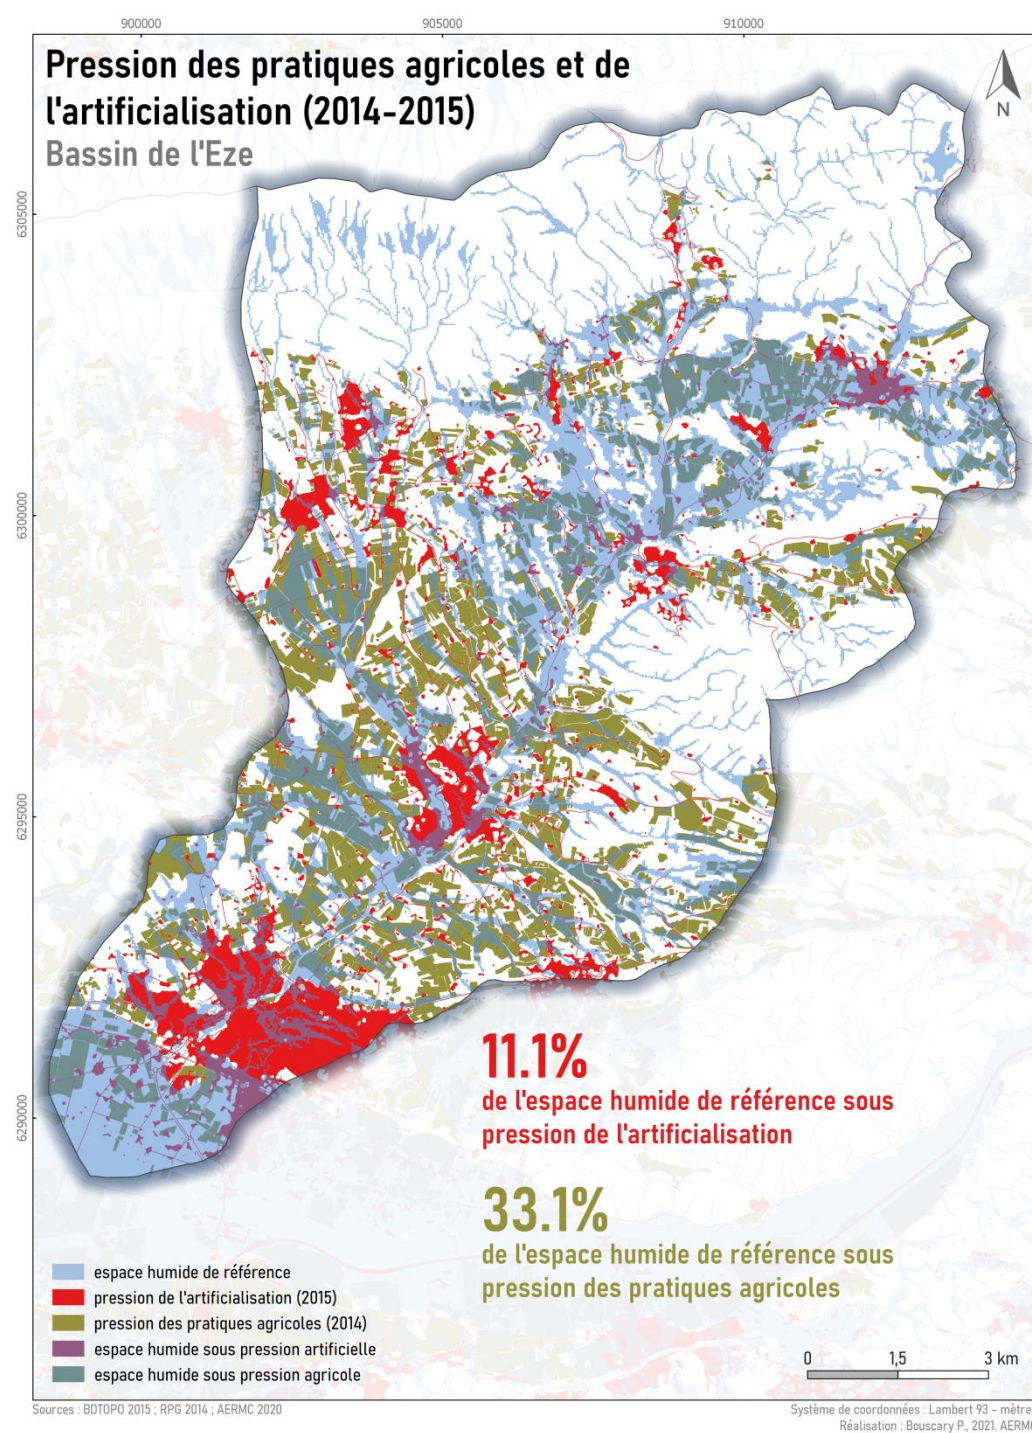 900000
905000
910000
Pression des pratiques agricoles et de
l'artificialisation (2014-2015)
Bassin de l'Eze
N
6305000
6300000
6295000
6290000
11.1%
de l'espace humide de référence sous
pression de l'artificialisation
33.1%
de l'espace humide de référence sous
pression des pratiques agricoles
espace humide de référence
pression de l'artificialisation (2015)
pression des pratiques agricoles (2014)
espace humide sous pression artificielle
espace humide sous pression agricole
0 1,5 3 km
Sources : BDTOPO 2015 ; RPG 2014 ; AERMC 2020
Système de coordonnées : Lambert 93 - mètre
Réalisation : Bouscary P., 2021. AERM